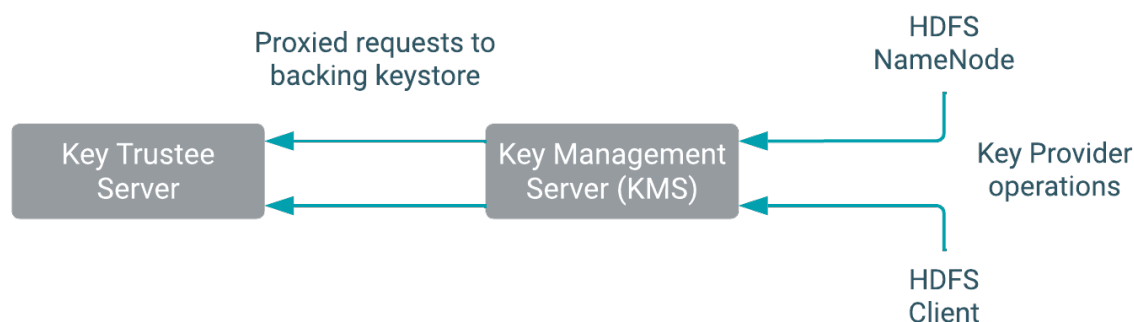 Proxied requests to
backing keystore
HDFS
NameNode
Key Trustee
Server
Key Management
Server (KMS)
Key Provider
operations
HDFS
Client